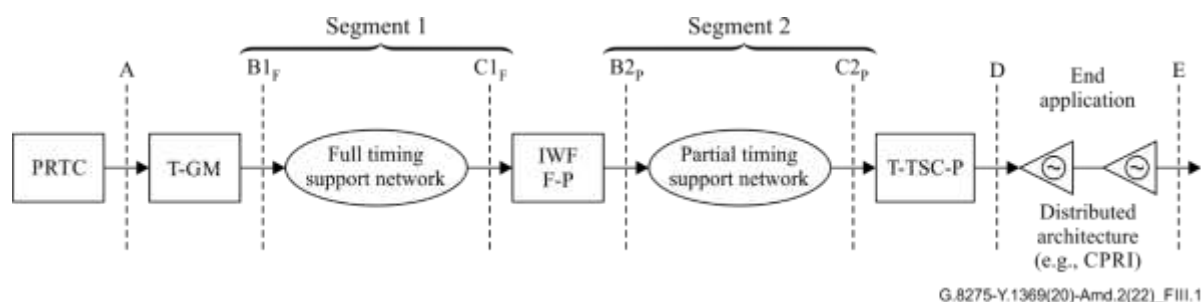 Segment 1
Segment 2
A
B1F
C1F
B2P
C2P
D
End
application
E
PRTC
T-GM
Full timing
support network
IWF
F-P
Partial timing
support network
T-TSC-P
Distributed
architecture
(e.g., CPRI)
G.8275-Y.1369(20)-Amd.2(22)_FIII.1